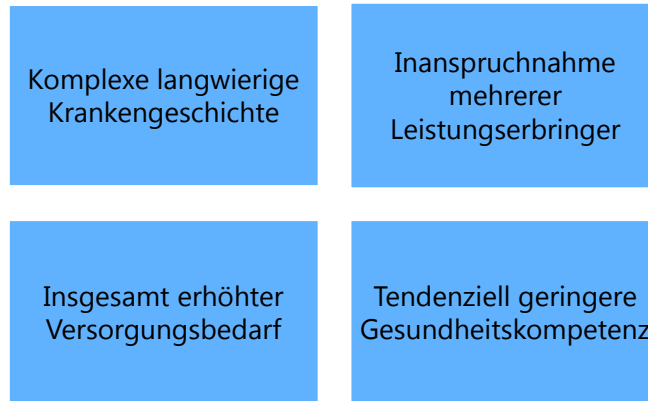 Komplexe langwierige
Krankengeschichte
Inanspruchnahme
mehrerer
Leistungserbringer
Insgesamt erhöhter
Versorgungsbedarf
Tendenziell geringere
Gesundheitskompetenz